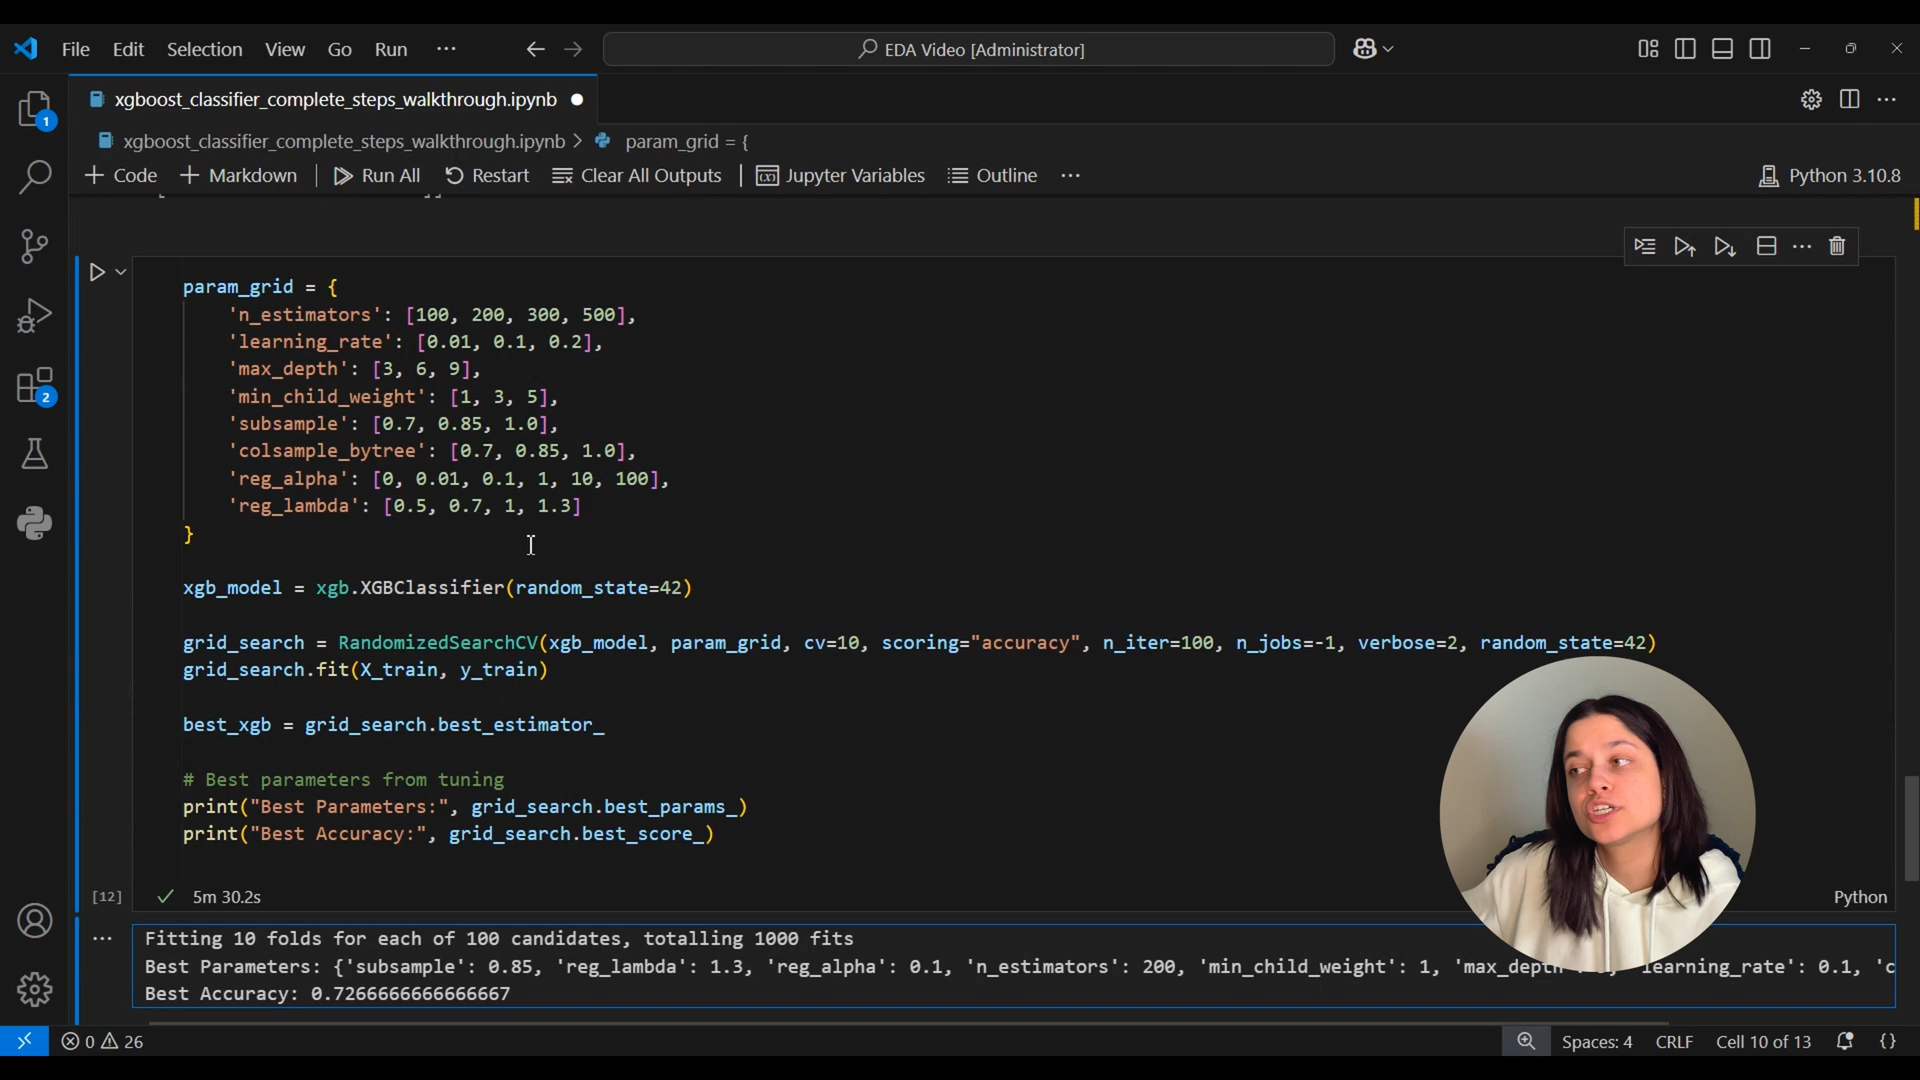 File Edit Selection View Go Run ...
EDA Video [Administrator]
xgboost_classifier_complete_steps_walkthrough.ipynb
xgboost_classifier_complete_steps_walkthrough.ipynb > param_grid = {
+ Code + Markdown | Run All Restart Clear All Outputs | Jupyter Variables Outline ...
Python 3.10.8
1
param_grid = {
'n_estimators': [100, 200, 300, 500],
'learning_rate': [0.01, 0.1, 0.2],
'max_depth': [3, 6, 9],
'min_child_weight': [1, 3, 5],
'subsample': [0.7, 0.85, 1.0],
'colsample_bytree': [0.7, 0.85, 1.0],
'reg_alpha': [0, 0.01, 0.1, 1, 10, 100],
'reg_lambda': [0.5, 0.7, 1, 1.3]
}
2
xgb_model = xgb.XGBClassifier(random_state=42)
grid_search = RandomizedSearchCV(xgb_model, param_grid, cv=10, scoring="accuracy", n_iter=100, n_jobs=-1, verbose=2, random_state=42)
grid_search.fit(X_train, y_train)
best_xgb = grid_search.best_estimator_
# Best parameters from tuning
print("Best Parameters:", grid_search.best_params_)
print("Best Accuracy:", grid_search.best_score_)
[12] 5m 30.2s
Python
Fitting 10 folds for each of 100 candidates, totalling 1000 fits
Best Parameters: {'subsample': 0.85, 'reg_lambda': 1.3, 'reg_alpha': 0.1, 'n_estimators': 200, 'min_child_weight': 1, 'max_depth learning_rate': 0.1, 'c
Best Accuracy: 0.7266666666666667
0 26
Spaces: 4 CRLF Cell 10 of 13 {}